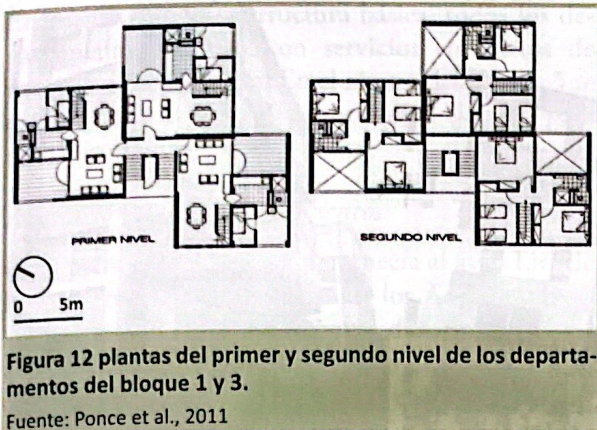 PRIMER NIVEL
SEGUNDO NIVEL
0 5m
Figura 12 plantas del primer y segundo nivel de los departa-
mentos del bloque 1 y 3.
Fuente: Ponce et al., 2011